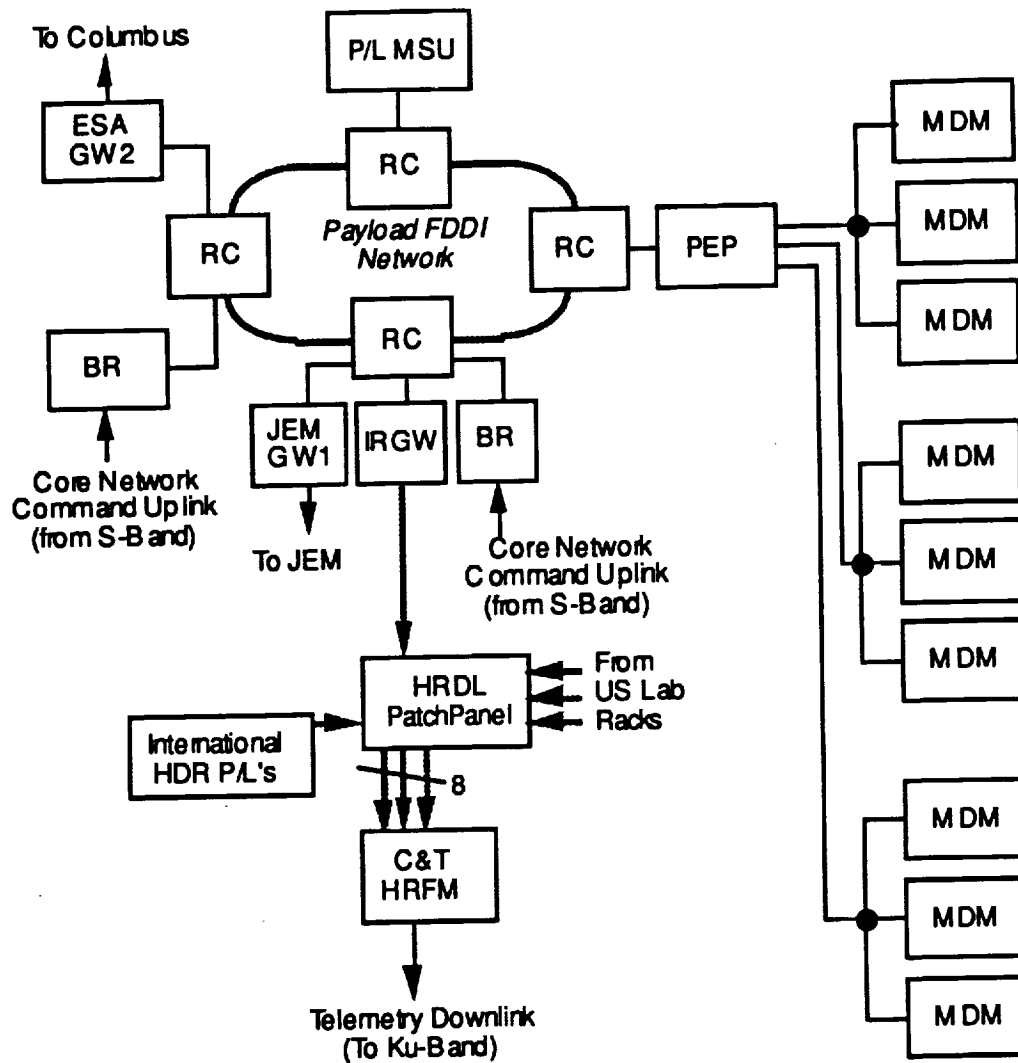 To Columbus
P/L MSU
ESA
GW2
RC
Payload FDDI
Network
RC
RC
PEP
MDM
MDM
MDM
BR
RC
JEM
GW1
IRGW
BR
Core Network
Command Uplink
(from S-Band)
To JEM
Core Network
Command Uplink
(from S-Band)
MDM
MDM
MDM
HRDL
PatchPanel
From
US Lab
Racks
International
HDR P/L's
8
C&T
HRFM
MDM
MDM
MDM
Telemetry Downlink
(To Ku-Band)